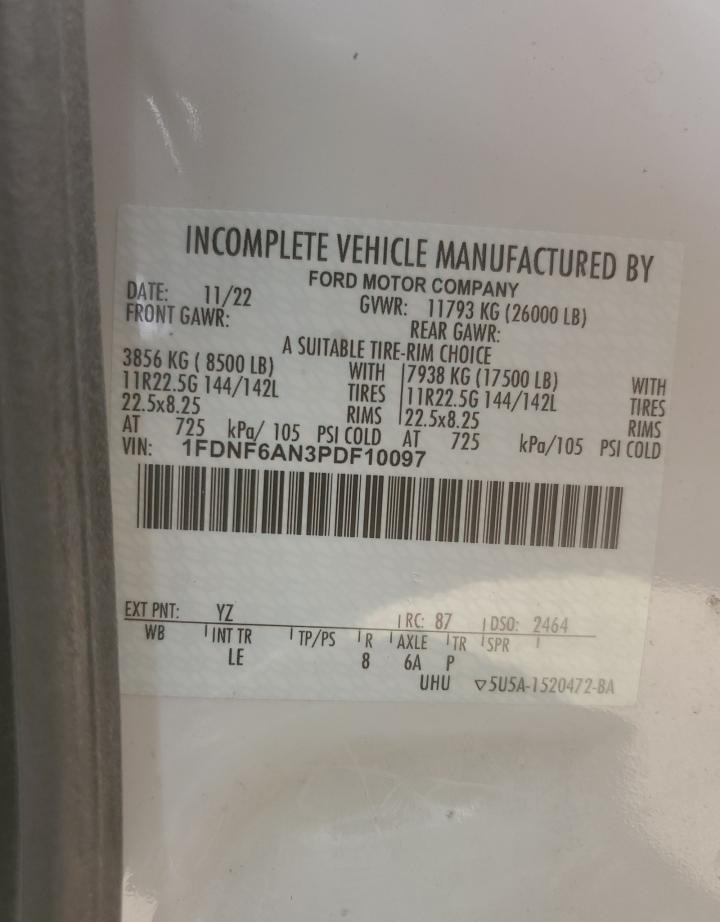 INCOMPLETE VEHICLE MANUFACTURED BY
FORD MOTOR COMPANY
DATE: 11/22 GVWR: 11793 KG (26000 LB)
FRONT GAWR: REAR GAWR:
A SUITABLE TIRE-RIM CHOICE
3856 KG ( 8500 LB) WITH 7938 KG (17500 LB) WITH
11R22.5G 144/142L TIRES 11R22.5G 144/142L TIRES
22.5x8.25 RIMS 22.5x8.25 RIMS
AT 725 kPa/ 105 PSI COLD AT 725 kPa/105 PSI COLD
VIN: 1FDNF6AN3PDF10097
EXT PNT: YZ RC: 87 DSO: 2464
WB INT TR TP/PS R AXLE TR SPR
LE 8 6A P
UHU ▽5U5A-1520472-BA